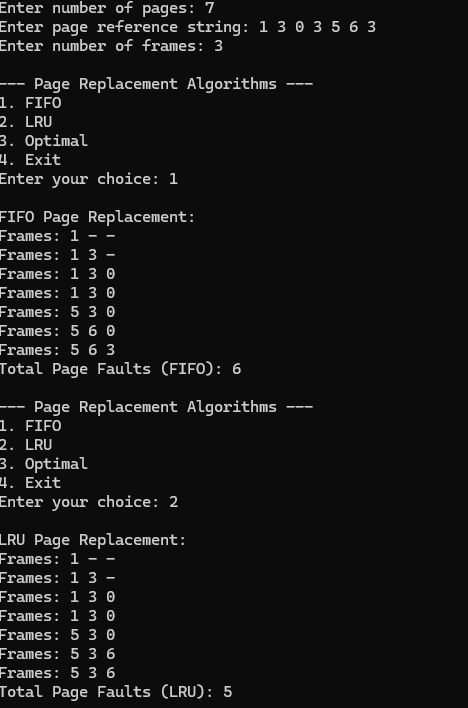 Enter number of pages: 7
Enter page reference string: 1 3 0 3 5 6 3
Enter number of frames: 3
--- Page Replacement Algorithms ---
1. FIFO
2. LRU
3. Optimal
4. Exit
Enter your choice: 1
FIFO Page Replacement:
Frames: 1 - -
Frames: 1 3 -
Frames: 1 3 0
Frames: 1 3 0
Frames: 5 3 0
Frames: 5 6 0
Frames: 5 6 3
Total Page Faults (FIFO): 6
--- Page Replacement Algorithms ---
1. FIFO
2. LRU
3. Optimal
4. Exit
Enter your choice: 2
LRU Page Replacement:
Frames: 1 - -
Frames: 1 3 -
Frames: 1 3 0
Frames: 1 3 0
Frames: 5 3 0
Frames: 5 3 6
Frames: 5 3 6
Total Page Faults (LRU): 5